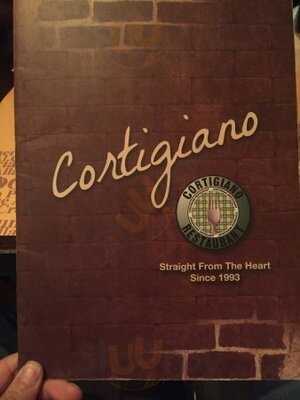 Cortigiano
CORTIGIANO
RESTAURANT
Straight From The Heart
Since 1993